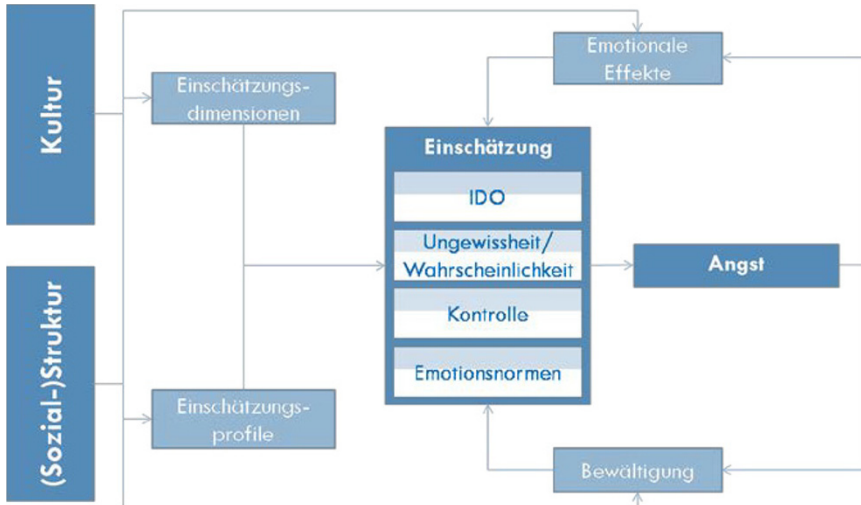 Kultur
(Sozial-)Struktur
Einschätzungs-
dimensionen
Einschätzungs-
profile
Einschätzung
IDO
Ungewissheit/
Wahrscheinlichkeit
Kontrolle
Emotionsnormen
Emotionale
Effekte
Angst
Bewältigung